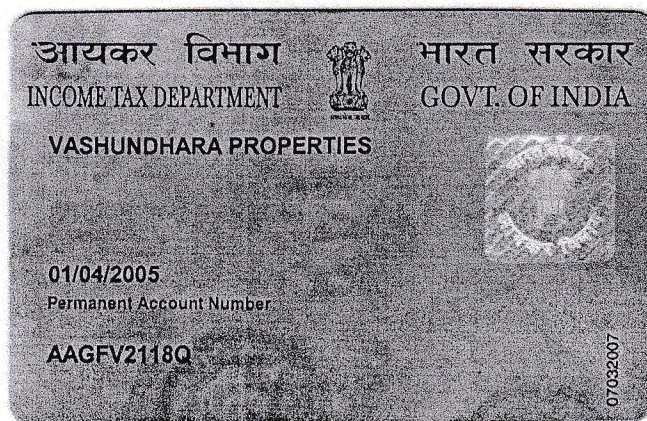 आयकर विभाग
INCOME TAX DEPARTMENT
भारत सरकार
GOVT. OF INDIA
VASHUNDHARA PROPERTIES
01/04/2005
Permanent Account Number
AAGFV2118Q
07032007